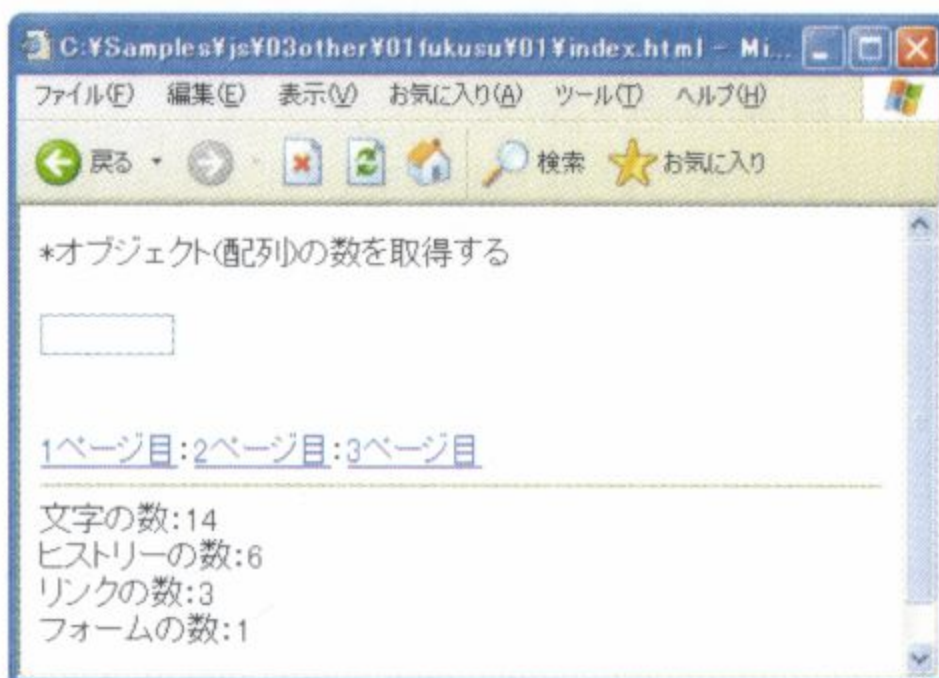 C:¥Samples¥js¥03other¥01fukusu¥01¥index.html - Mi...
ファイル(F) 編集(E) 表示(V) お気に入り(A) ツール(T) ヘルプ(H)
戻る 検索 お気に入り
*オブジェクト(配列)の数を取得する
1ページ目:2ページ目:3ページ目
文字の数:14
ヒストリーの数:6
リンクの数:3
フォームの数:1